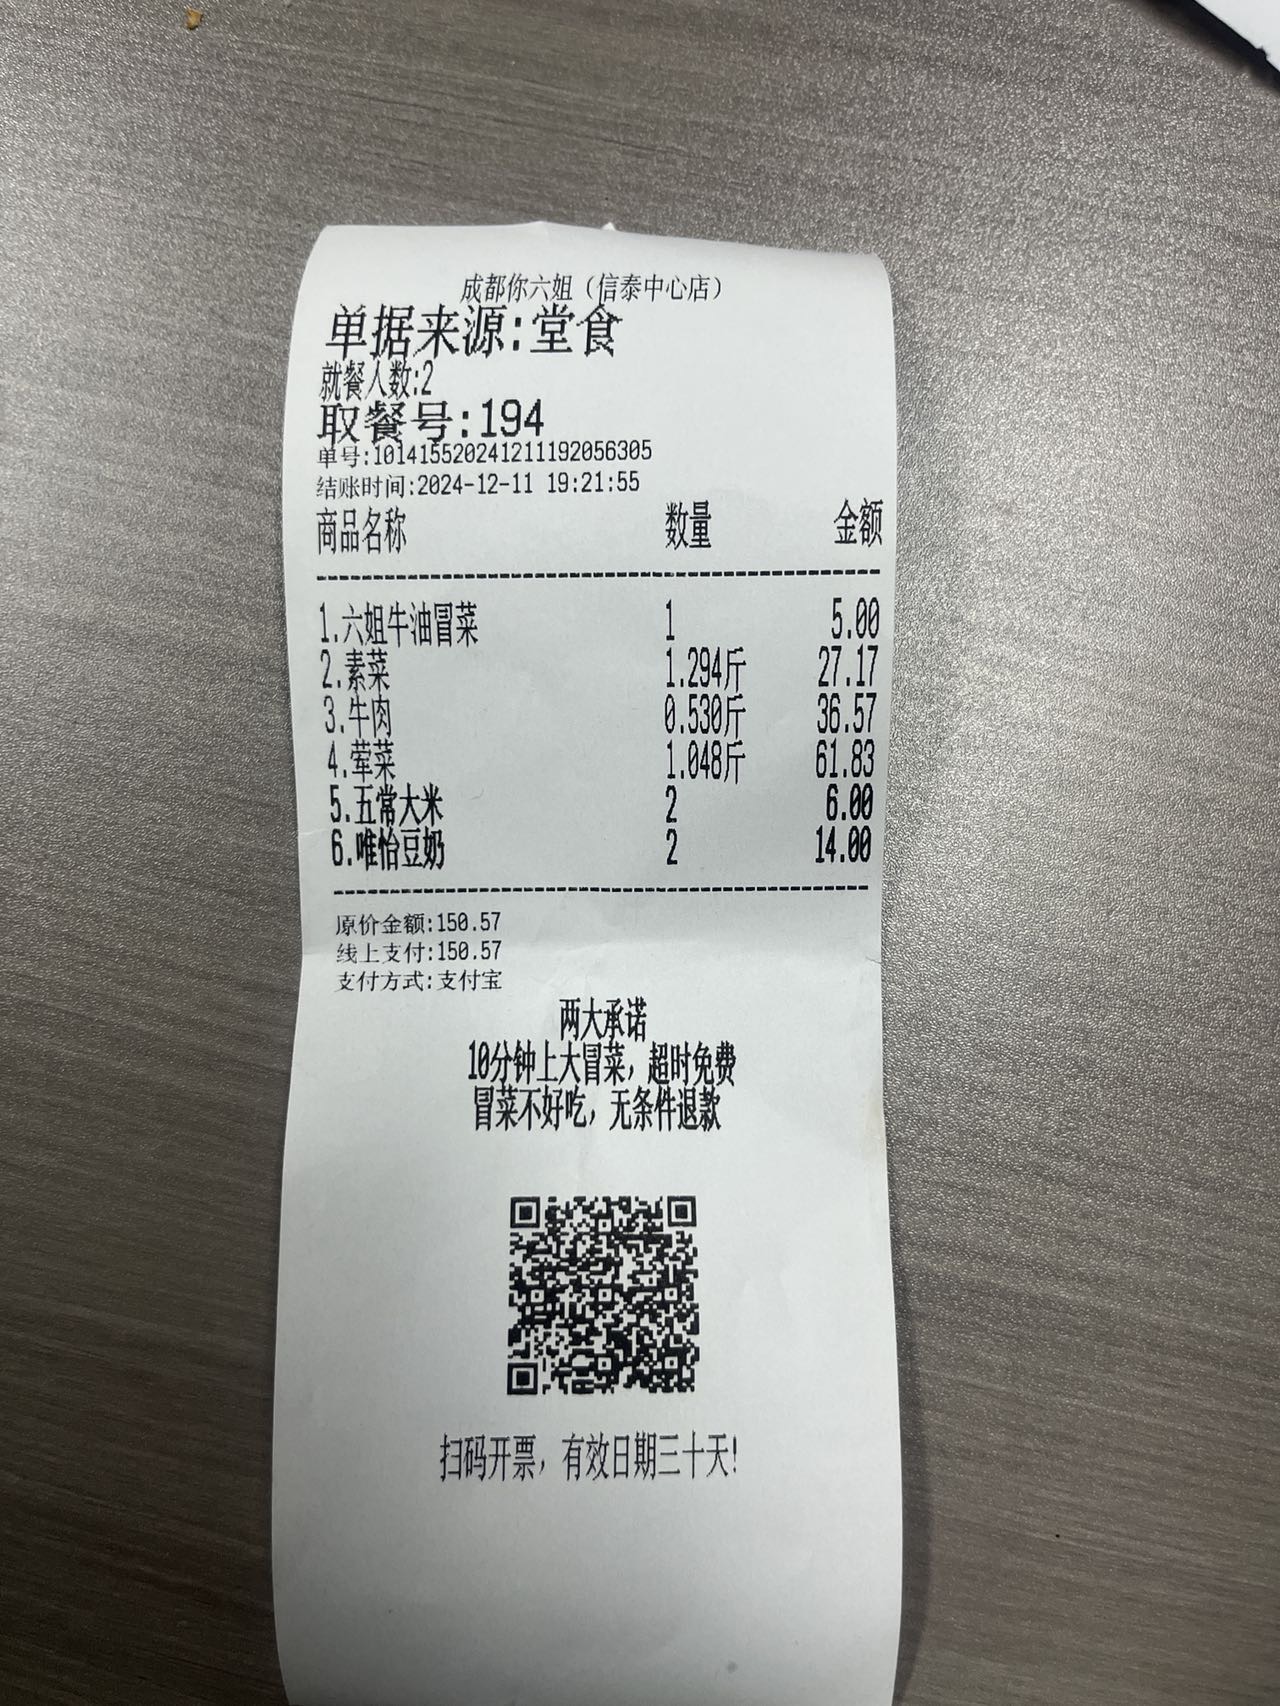 成都你六姐（信泰中心店）
单据来源:堂食
就餐人数:2
取餐号:194
单号:10141552024121119205630​5
结账时间:2024-12-11 19:21:55
商品名称 数量 金额
1.六姐牛油冒菜 1 5.00
2.素菜 1.294斤 27.17
3.牛肉 0.530斤 36.57
4.荤菜 1.048斤 61.83
5.五常大米 2 6.00
6.唯怡豆奶 2 14.00
原价金额:150.57
线上支付:150.57
支付方式:支付宝
两大承诺
10分钟上大冒菜，超时免费
冒菜不好吃，无条件退款
扫码开票，有效日期三十天!